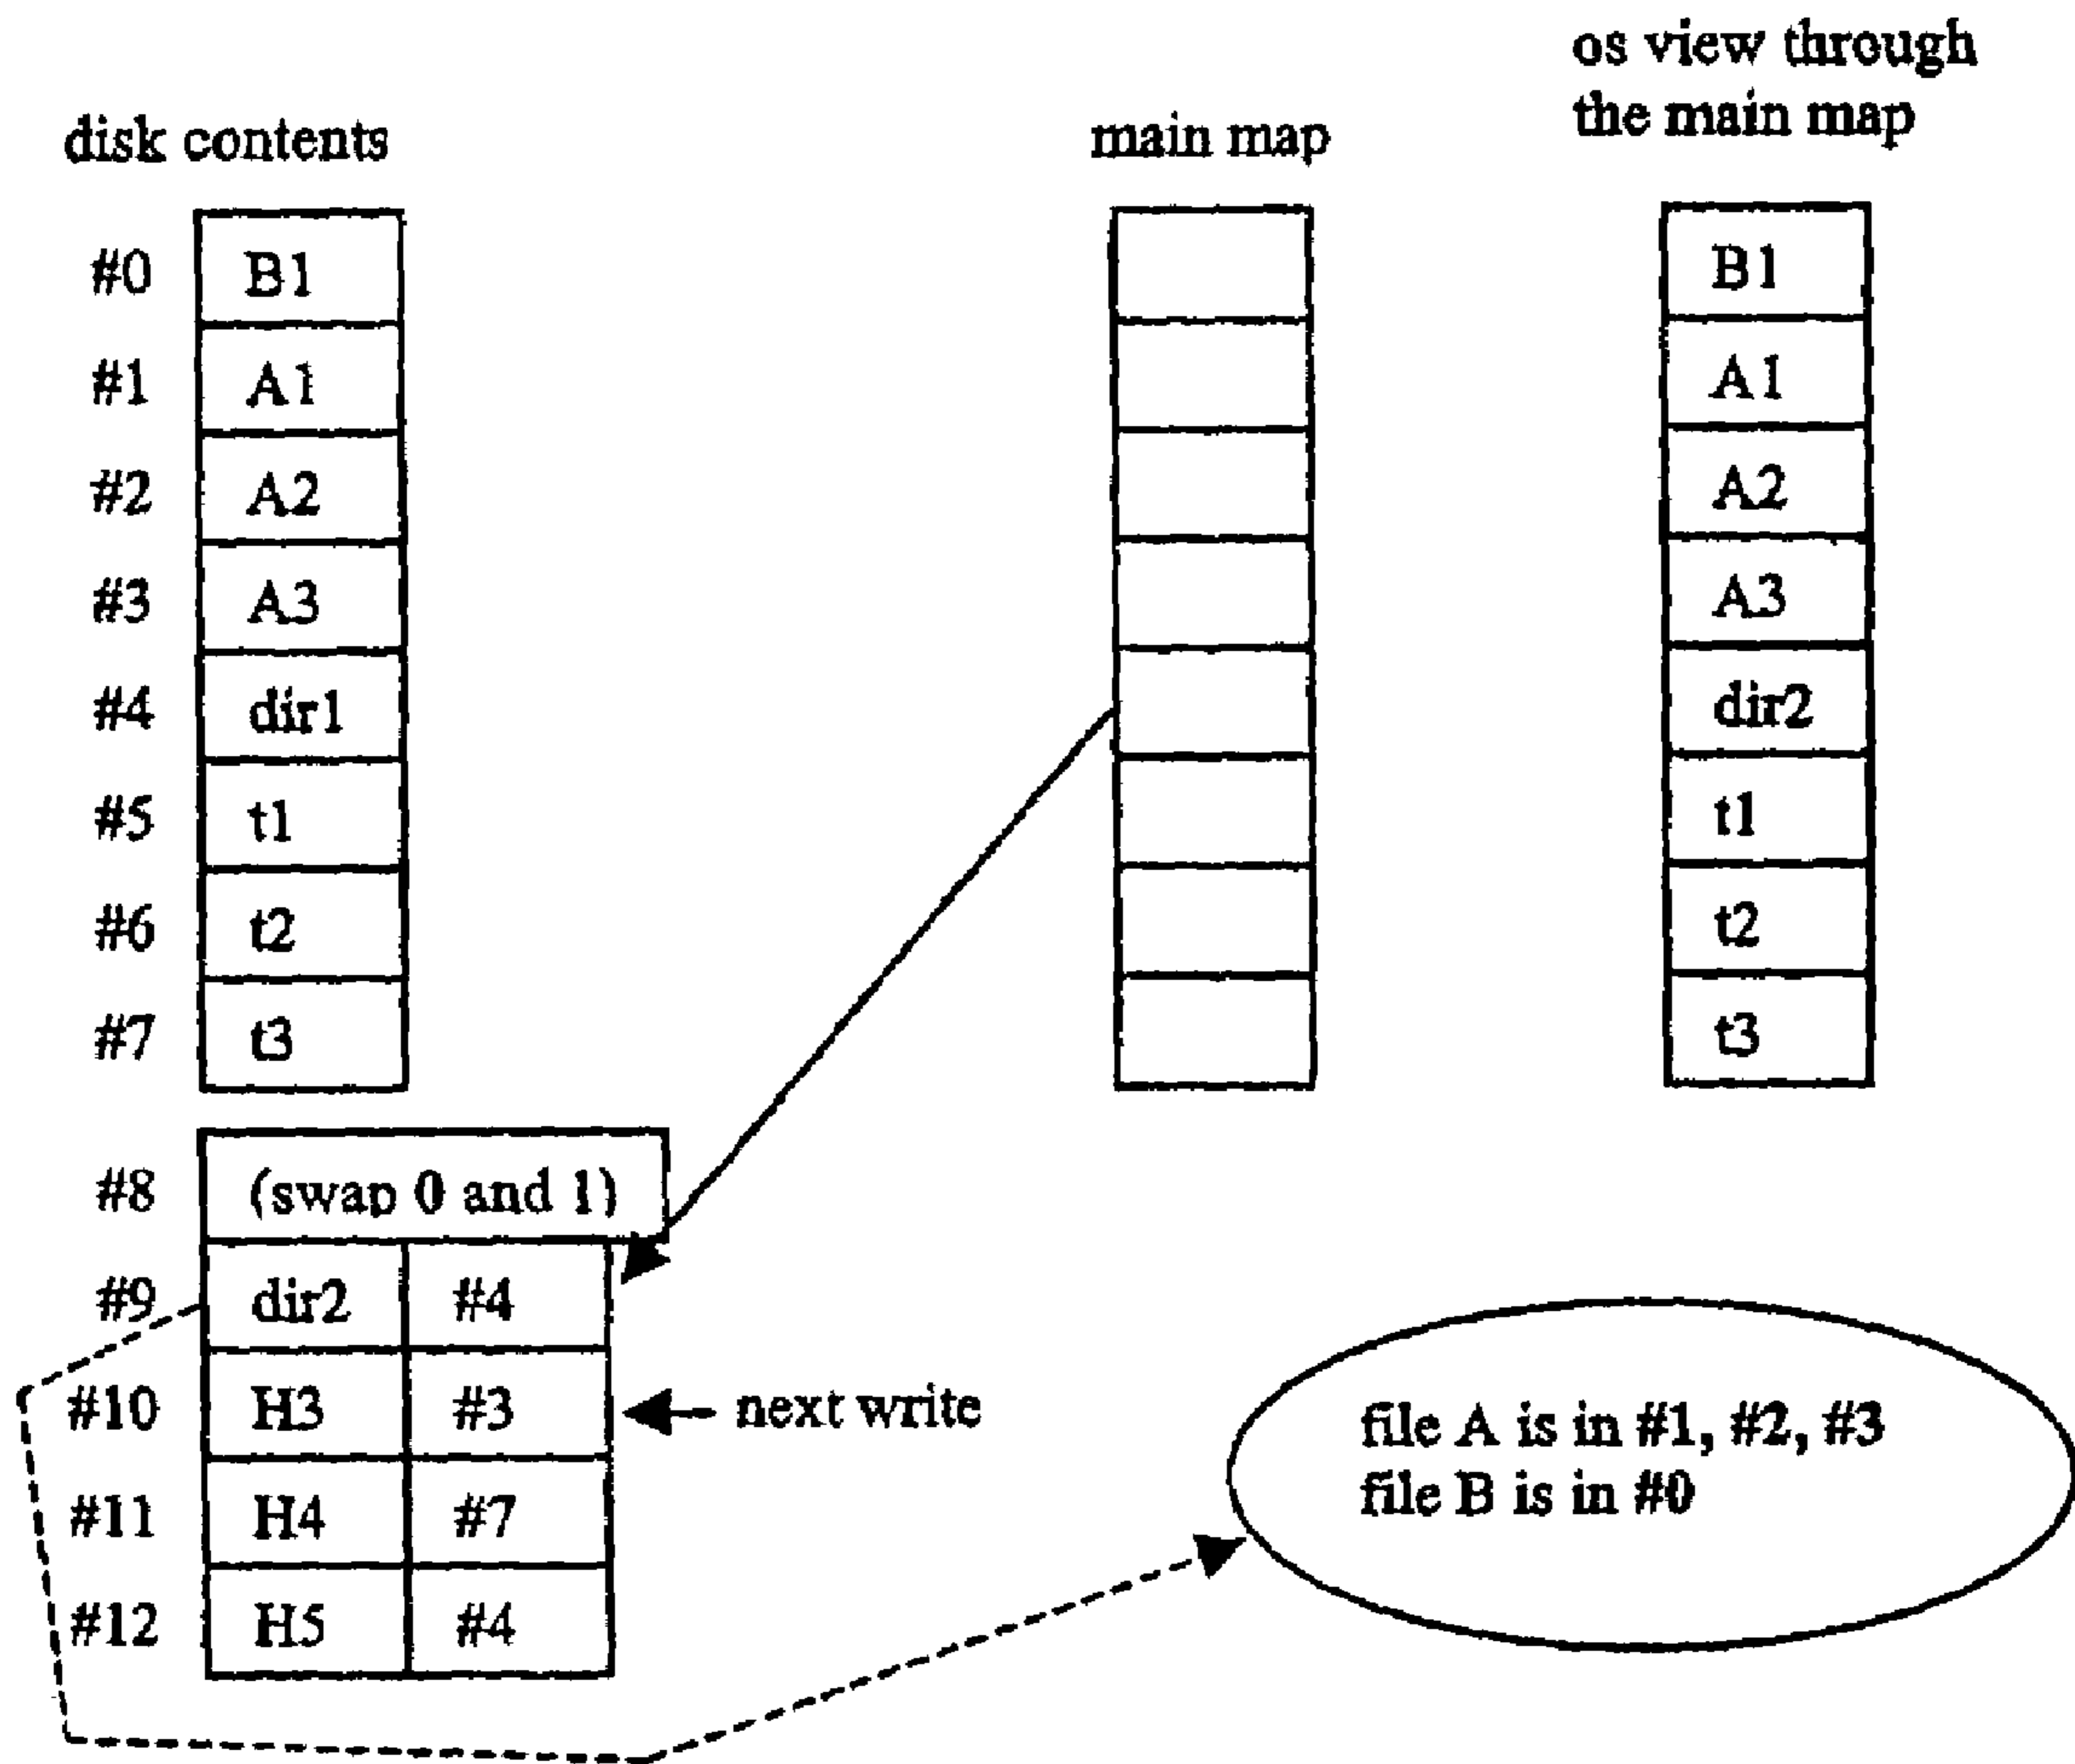 os view through
the main map
disk contents
main map
#0 B1 B1
#1 A1 A1
#2 A2 A2
#3 A3 A3
#4 dir1 dir2
#5 t1 t1
#6 t2 t2
#7 t3 t3
#8 (swap 0 and 1)
#9 dir2 #4
#10 H3 #3 next write
#11 H4 #7
#12 H5 #4
file A is in #1, #2, #3
file B is in #0